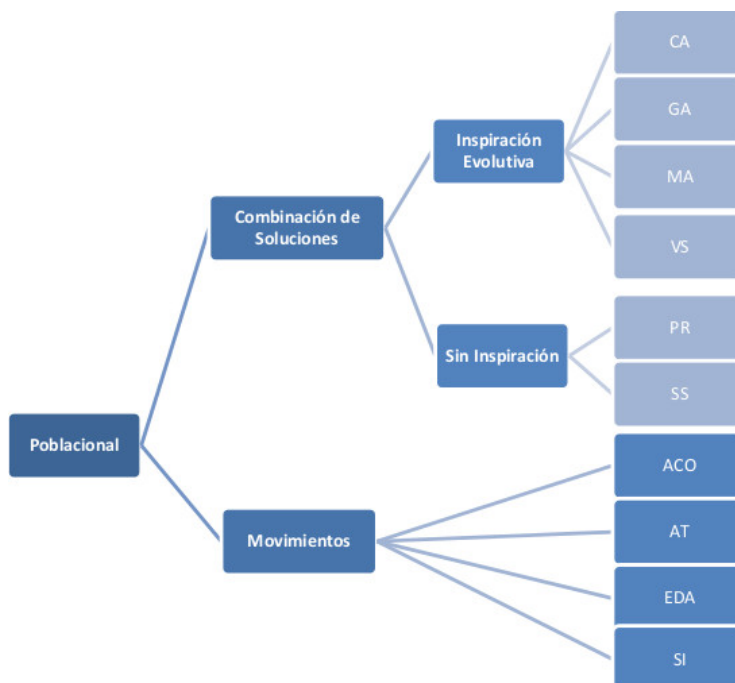 CA
GA
MA
VS
Inspiración
Evolutiva
Combinación de
Soluciones
PR
SS
Sin Inspiración
Poblacional
Movimientos
ACO
AT
EDA
SI